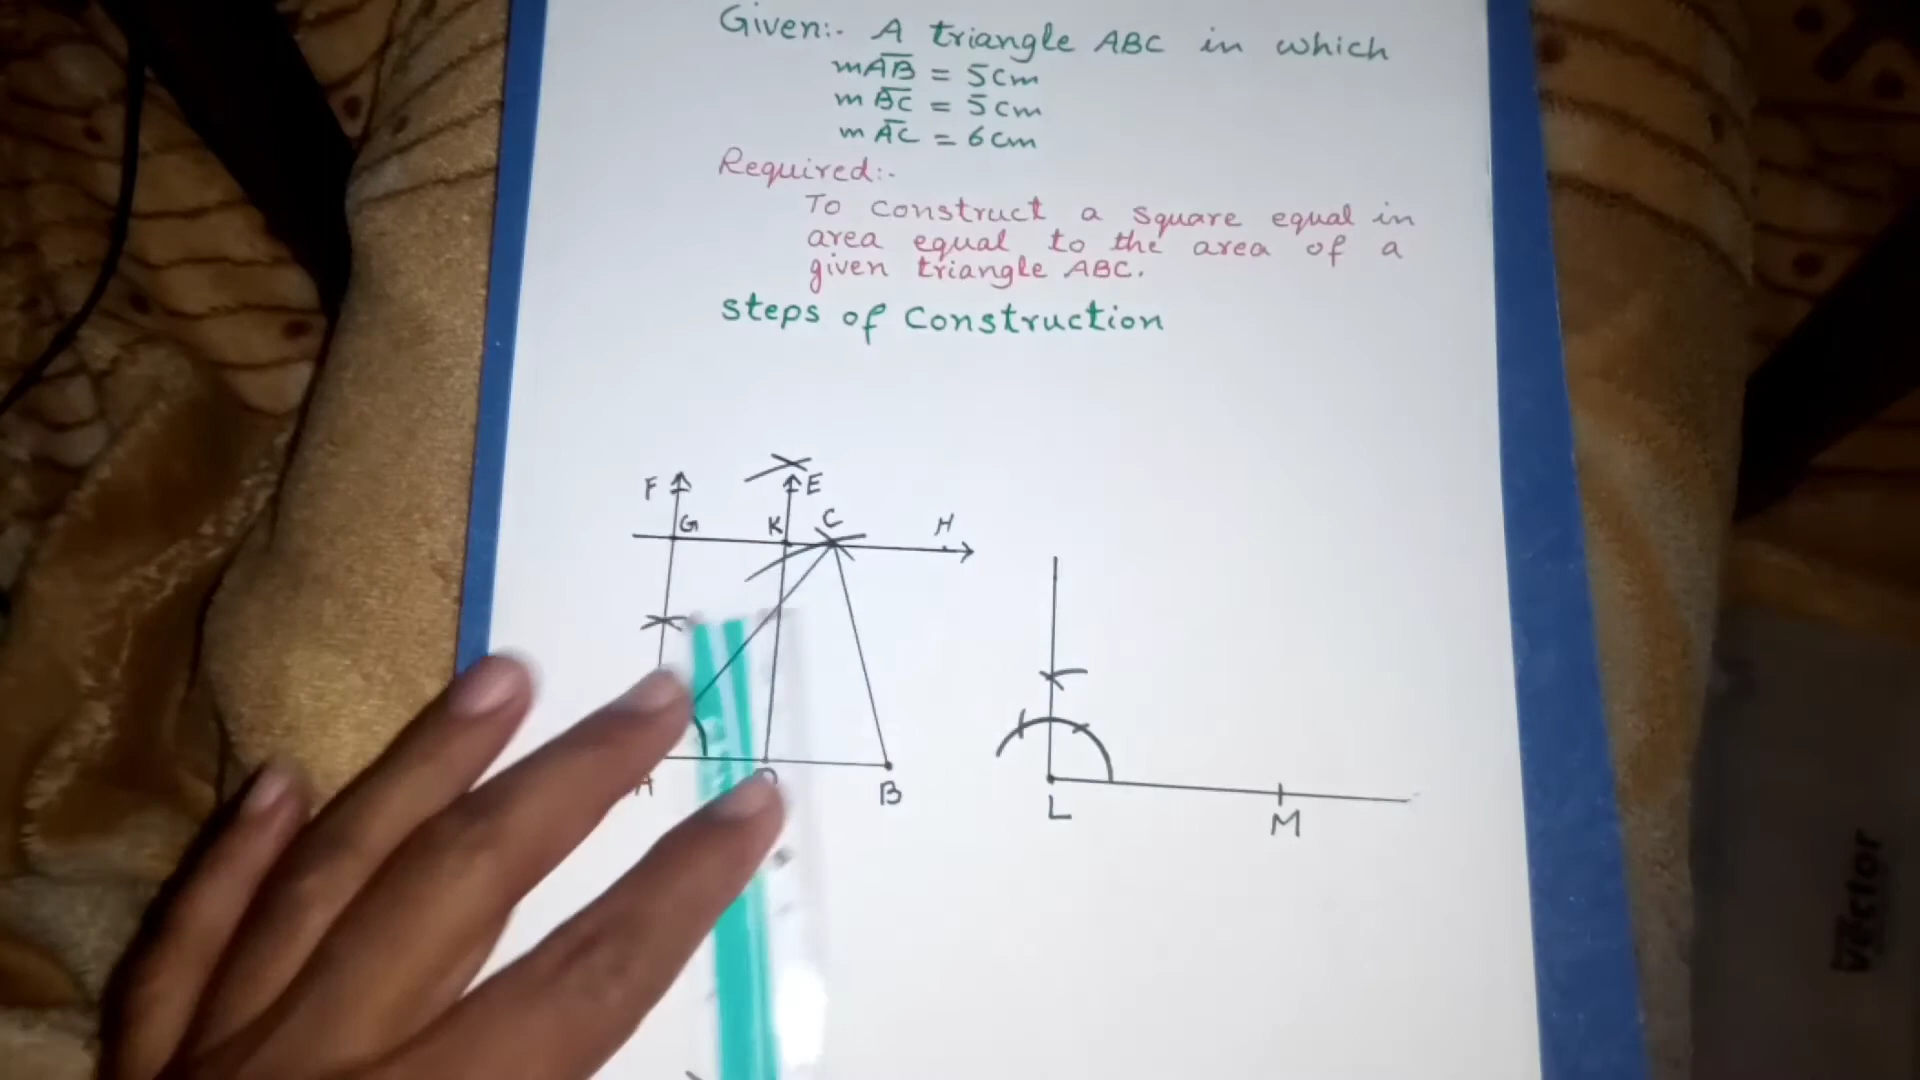 Given:- A triangle ABC in which
mAB = 5cm
mBC = 5cm
mAC = 6cm
Required:-
To construct a square equal in
area equal to the area of a
given triangle ABC.
Steps of Construction
F E
G K C H
A D B
L M
Vector